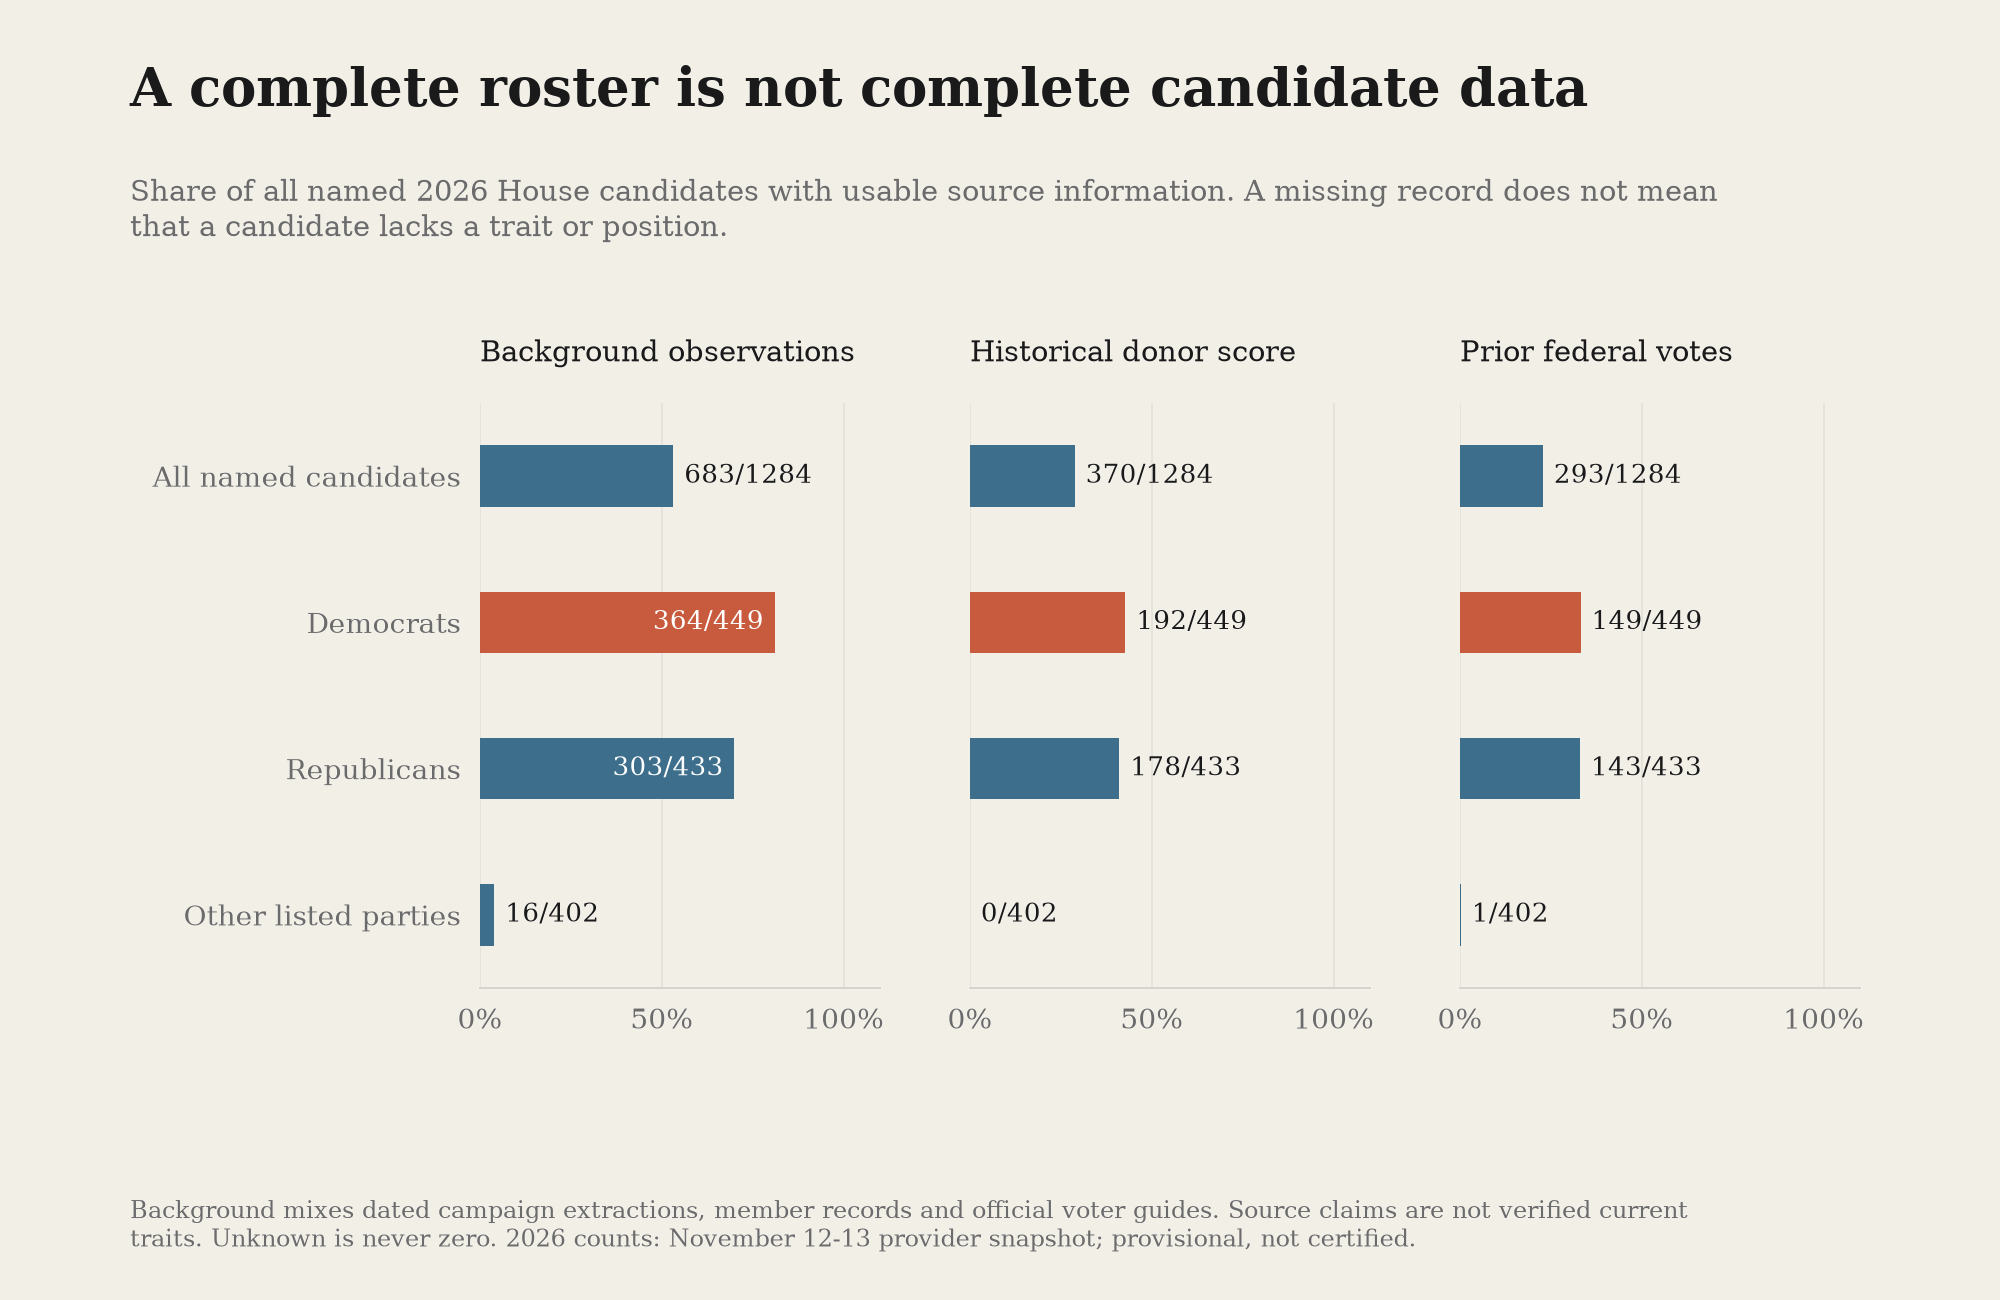 A complete roster is not complete candidate data
Share of all named 2026 House candidates with usable source information. A missing record does not mean
that a candidate lacks a trait or position.
Background observations
Historical donor score
Prior federal votes
All named candidates
683/1284
370/1284
293/1284
Democrats
364/449
192/449
149/449
Republicans
303/433
178/433
143/433
Other listed parties
16/402
0/402
1/402
0%
50%
100%
0%
50%
100%
0%
50%
100%
Background mixes dated campaign extractions, member records and official voter guides. Source claims are not verified current
traits. Unknown is never zero. 2026 counts: November 12-13 provider snapshot; provisional, not certified.